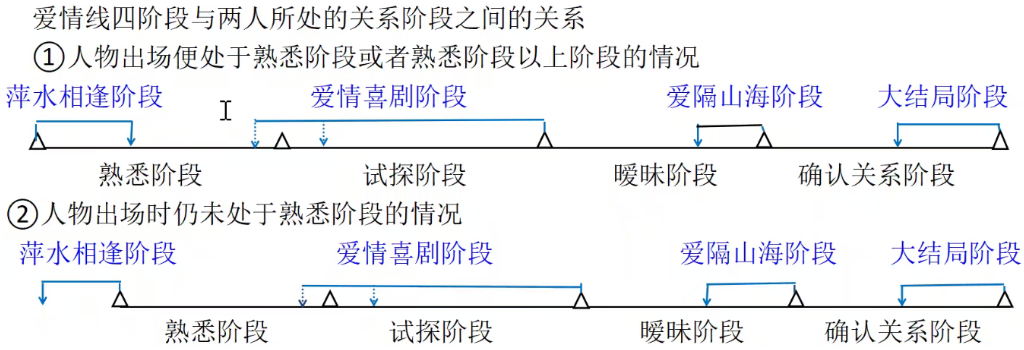 爱情线四阶段与两人所处的关系阶段之间的关系
①人物出场便处于熟悉阶段或者熟悉阶段以上阶段的情况
萍水相逢阶段 爱情喜剧阶段 爱隔山海阶段 大结局阶段
熟悉阶段 试探阶段 暧昧阶段 确认关系阶段
②人物出场时仍未处于熟悉阶段的情况
萍水相逢阶段 爱情喜剧阶段 爱隔山海阶段 大结局阶段
熟悉阶段 试探阶段 暧昧阶段 确认关系阶段